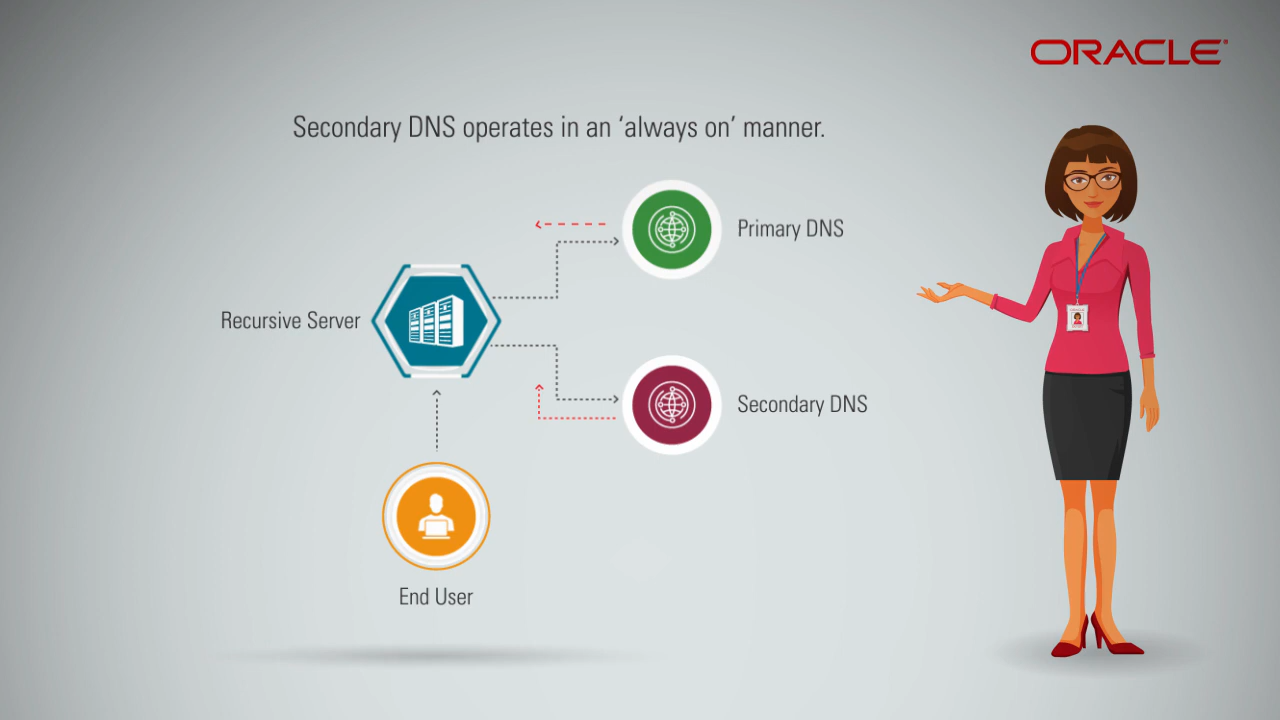 ORACLE
Secondary DNS operates in an ‘always on’ manner.
Primary DNS
Recursive Server
Secondary DNS
End User